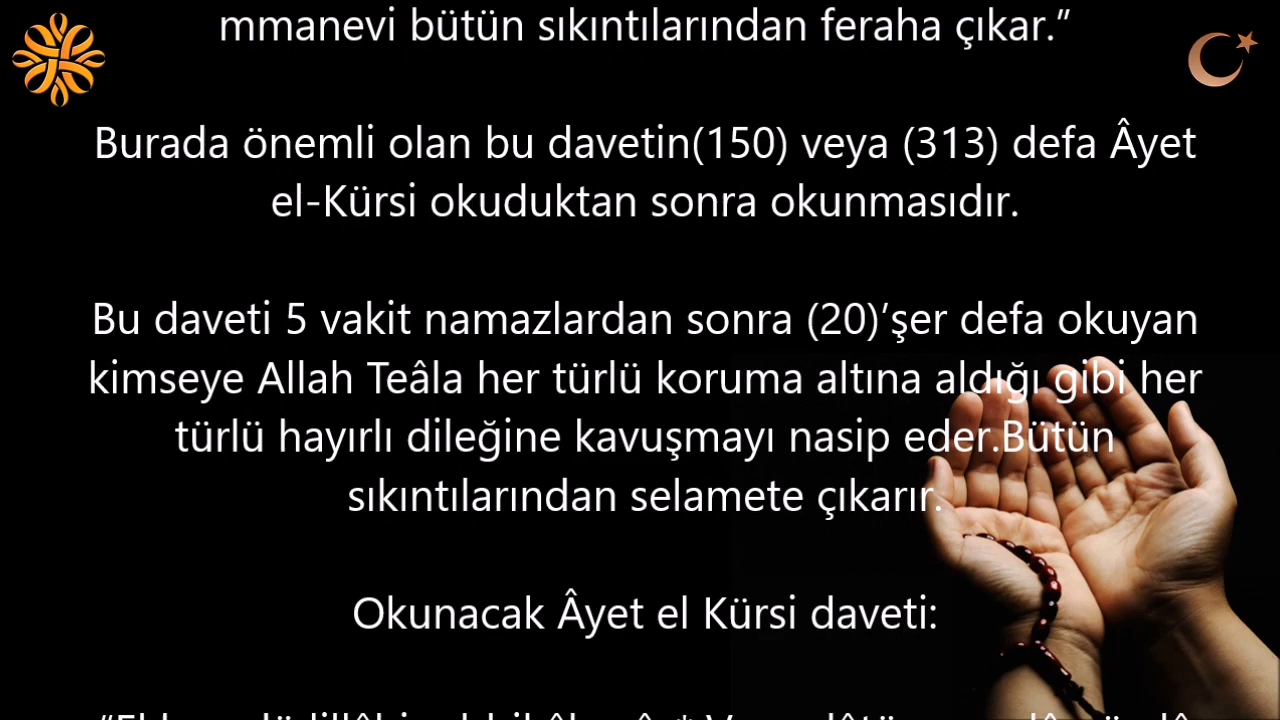 mmanevi bütün sıkıntılarından feraha çıkar.”
Burada önemli olan bu davetin(150) veya (313) defa Âyet
el-Kürsi okuduktan sonra okunmasıdır.
Bu daveti 5 vakit namazlardan sonra (20)’şer defa okuyan
kimseye Allah Teâla her türlü koruma altına aldığı gibi her
türlü hayırlı dileğine kavuşmayı nasip eder.Bütün
sıkıntılarından selamete çıkarır.
Okunacak Âyet el Kürsi daveti: